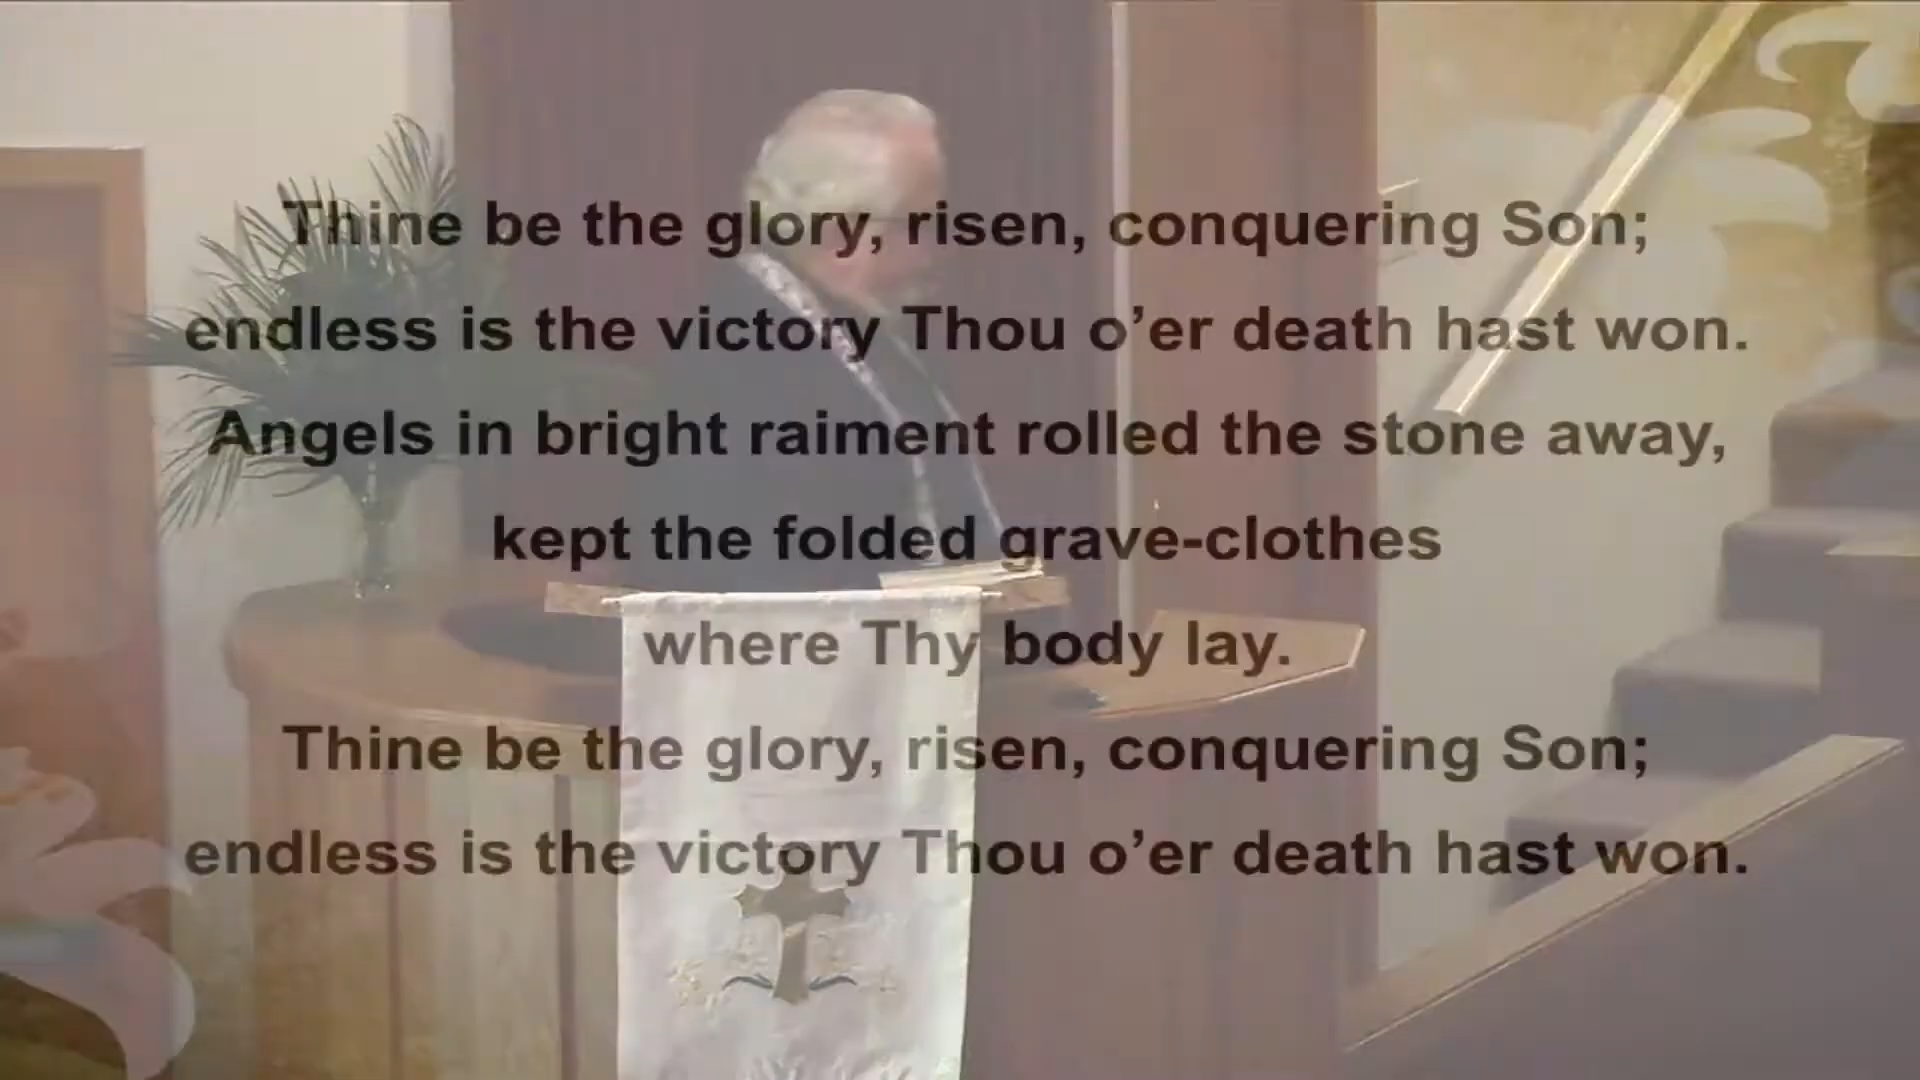 Thine be the glory, risen, conquering Son;
endless is the victory Thou o’er death hast won.
Angels in bright raiment rolled the stone away,
kept the folded grave-clothes
where Thy body lay.
Thine be the glory, risen, conquering Son;
endless is the victory Thou o’er death hast won.